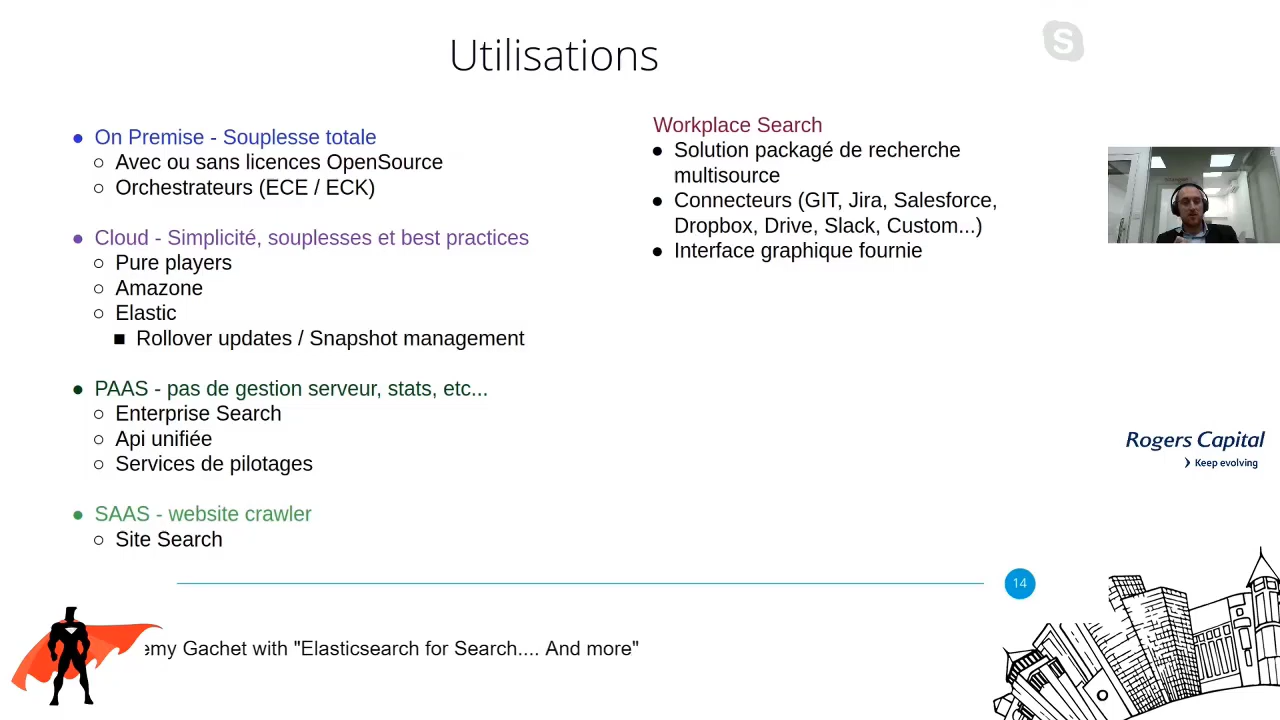 Utilisations
S
● On Premise - Souplesse totale
○ Avec ou sans licences OpenSource
○ Orchestrateurs (ECE / ECK)
● Cloud - Simplicité, souplesses et best practices
○ Pure players
○ Amazone
○ Elastic
■ Rollover updates / Snapshot management
● PAAS - pas de gestion serveur, stats, etc...
○ Enterprise Search
○ Api unifiée
○ Services de pilotages
● SAAS - website crawler
○ Site Search
Workplace Search
● Solution packagé de recherche
multisource
● Connecteurs (GIT, Jira, Salesforce,
Dropbox, Drive, Slack, Custom...)
● Interface graphique fournie
Rogers Capital
Keep evolving
14
emy Gachet with "Elasticsearch for Search.... And more"